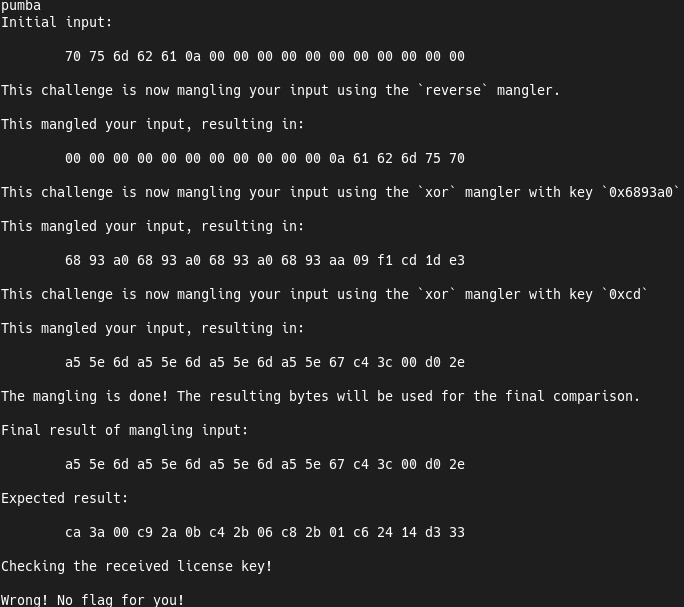 pumba
Initial input:
70 75 6d 62 61 0a 00 00 00 00 00 00 00 00 00 00 00
This challenge is now mangling your input using the `reverse` mangler.
This mangled your input, resulting in:
00 00 00 00 00 00 00 00 00 00 00 0a 61 62 6d 75 70
This challenge is now mangling your input using the `xor` mangler with key `0x6893a0`
This mangled your input, resulting in:
68 93 a0 68 93 a0 68 93 a0 68 93 aa 09 f1 cd 1d e3
This challenge is now mangling your input using the `xor` mangler with key `0xcd`
This mangled your input, resulting in:
a5 5e 6d a5 5e 6d a5 5e 6d a5 5e 67 c4 3c 00 d0 2e
The mangling is done! The resulting bytes will be used for the final comparison.
Final result of mangling input:
a5 5e 6d a5 5e 6d a5 5e 6d a5 5e 67 c4 3c 00 d0 2e
Expected result:
ca 3a 00 c9 2a 0b c4 2b 06 c8 2b 01 c6 24 14 d3 33
Checking the received license key!
Wrong! No flag for you!